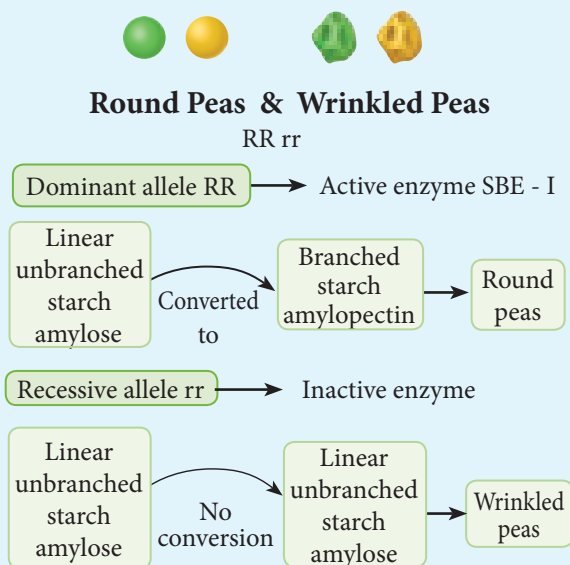 Round Peas & Wrinkled Peas
RR rr
Dominant allele RR
Active enzyme SBE - I
Linear
unbranched
starch
amylose
Converted
to
Branched
starch
amylopectin
Round
peas
Recessive allele rr
Inactive enzyme
Linear
unbranched
starch
amylose
No
conversion
Linear
unbranched
starch
amylose
Wrinkled
peas